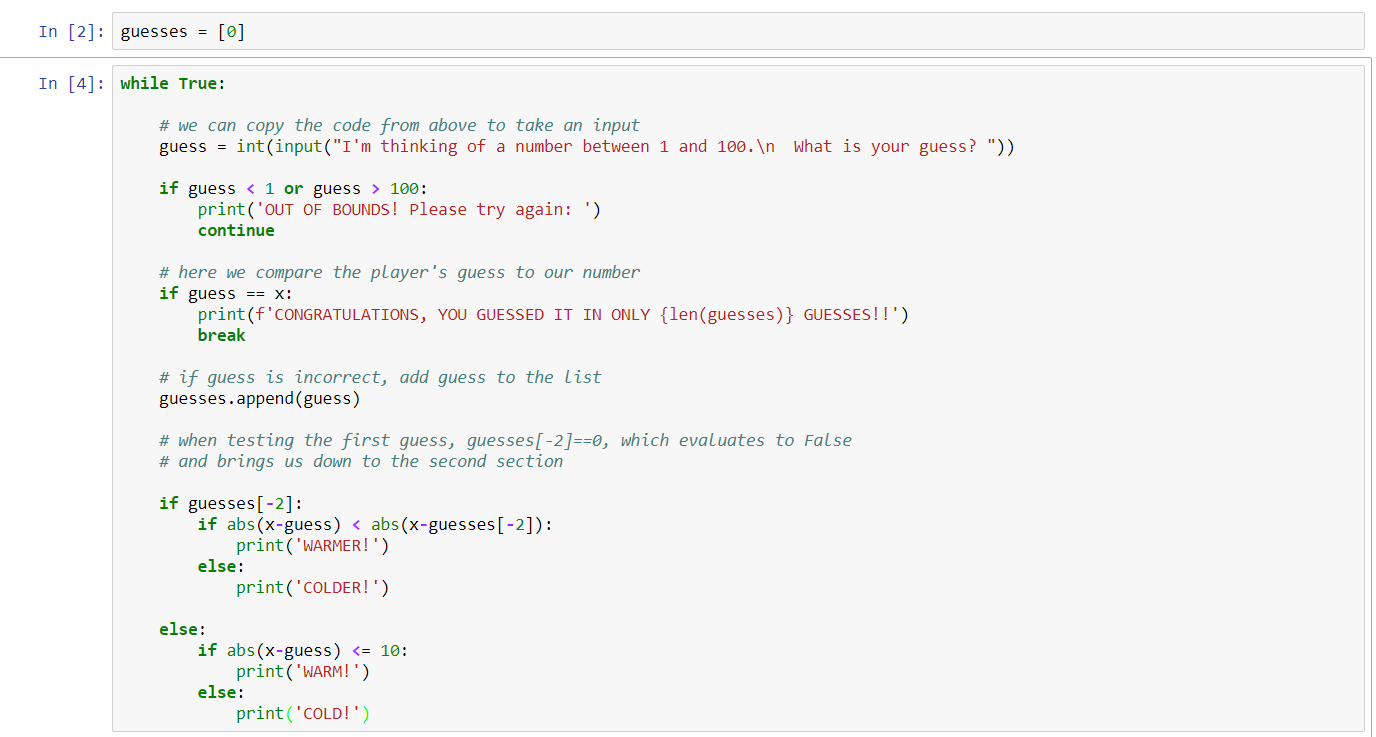 In [2]: guesses = [0]
In [4]: while True:
# we can copy the code from above to take an input
guess = int(input("I'm thinking of a number between 1 and 100.\n  What is your guess? "))
if guess < 1 or guess > 100:
print('OUT OF BOUNDS! Please try again: ')
continue
# here we compare the player's guess to our number
if guess == x:
print(f'CONGRATULATIONS, YOU GUESSED IT IN ONLY {len(guesses)} GUESSES!!')
break
# if guess is incorrect, add guess to the list
guesses.append(guess)
# when testing the first guess, guesses[-2]==0, which evaluates to False
# and brings us down to the second section
if guesses[-2]:
if abs(x-guess) < abs(x-guesses[-2]):
print('WARMER!')
else:
print('COLDER!')
else:
if abs(x-guess) <= 10:
print('WARM!')
else:
print('COLD!')